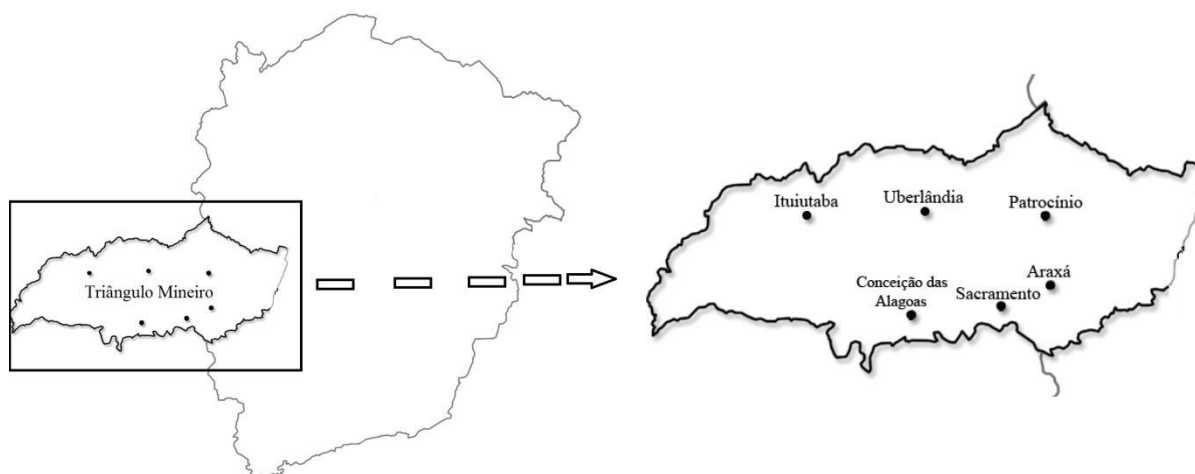 Triângulo Mineiro
Ituiutaba
Uberlândia
Patrocínio
Conceição das
Alagoas
Sacramento
Araxá